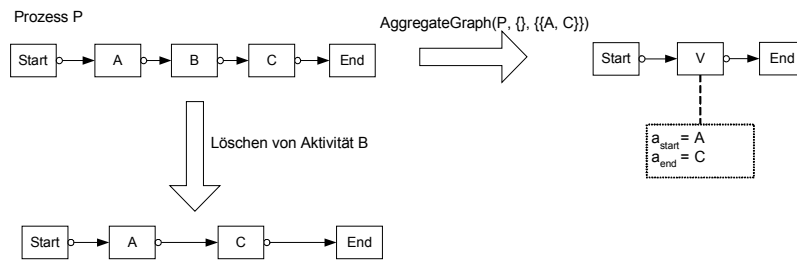 Prozess P
AggregateGraph(P, {}, {{A, C}})
Start A B C End
Start V End
Löschen von Aktivität B
a_start = A
a_end = C
Start A C End